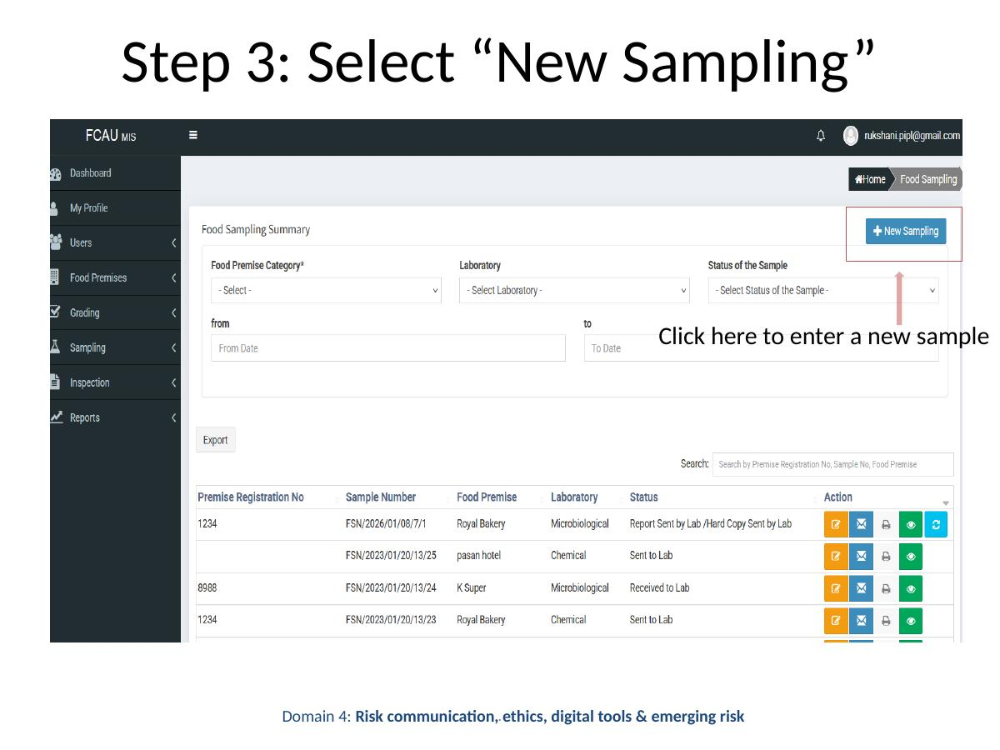 Step 3: Select “New Sampling”
FCAU MIS
rukshani.pipl@gmail.com
Dashboard
My Profile
Users
Food Premises
Grading
Sampling
Inspection
Reports
Home Food Sampling
Food Sampling Summary
New Sampling
Food Premise Category* Laboratory Status of the Sample
- Select - - Select Laboratory - - Select Status of the Sample -
from to
From Date To Date
Click here to enter a new sample
Export
Search: Search by Premise Registration No, Sample No, Food Premise
Premise Registration No Sample Number Food Premise Laboratory Status Action
1234 FSN/2026/01/08/7/1 Royal Bakery Microbiological Report Sent by Lab /Hard Copy Sent by Lab
FSN/2023/01/20/13/25 pasan hotel Chemical Sent to Lab
8988 FSN/2023/01/20/13/24 K Super Microbiological Received to Lab
1234 FSN/2023/01/20/13/23 Royal Bakery Chemical Sent to Lab
Domain 4: Risk communication, ethics, digital tools & emerging risk